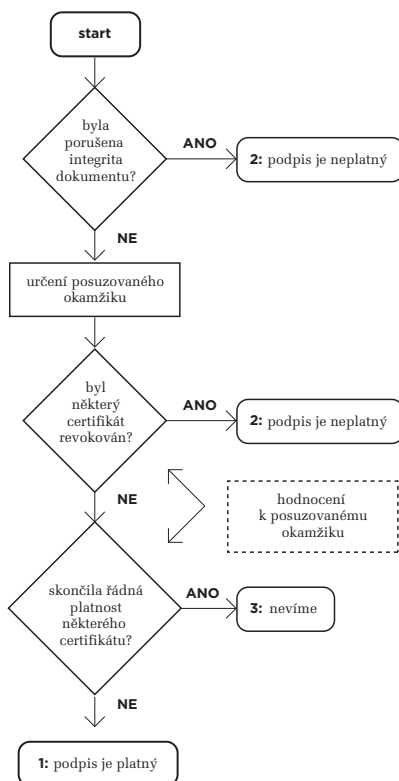 start
byla
porušena
integrita
dokumentu?
ANO
2: podpis je neplatný
NE
určení posuzovaného
okamžiku
byl
některý
certifikát
revokován?
ANO
2: podpis je neplatný
NE
hodnocení
k posuzovanému
okamžiku
skončila řádná
platnost
některého
certifikátu?
ANO
3: nevíme
NE
1: podpis je platný